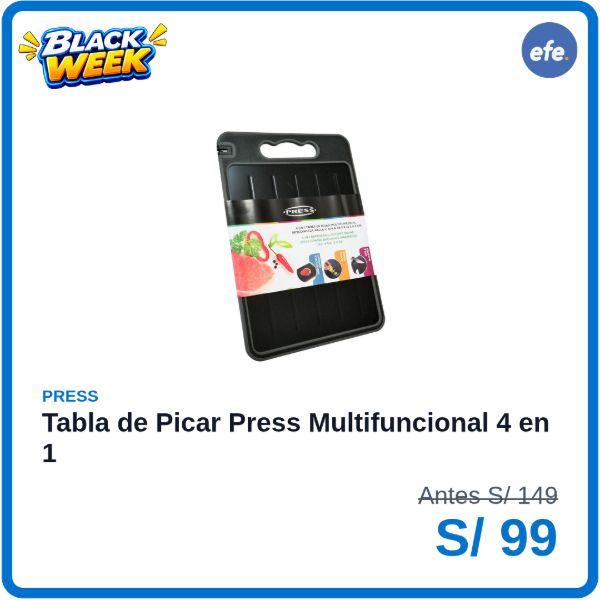 BLACK
WEEK
efe.
PRESS
PRESS
Tabla de Picar Press Multifuncional 4 en
1
Antes S/ 149
S/ 99